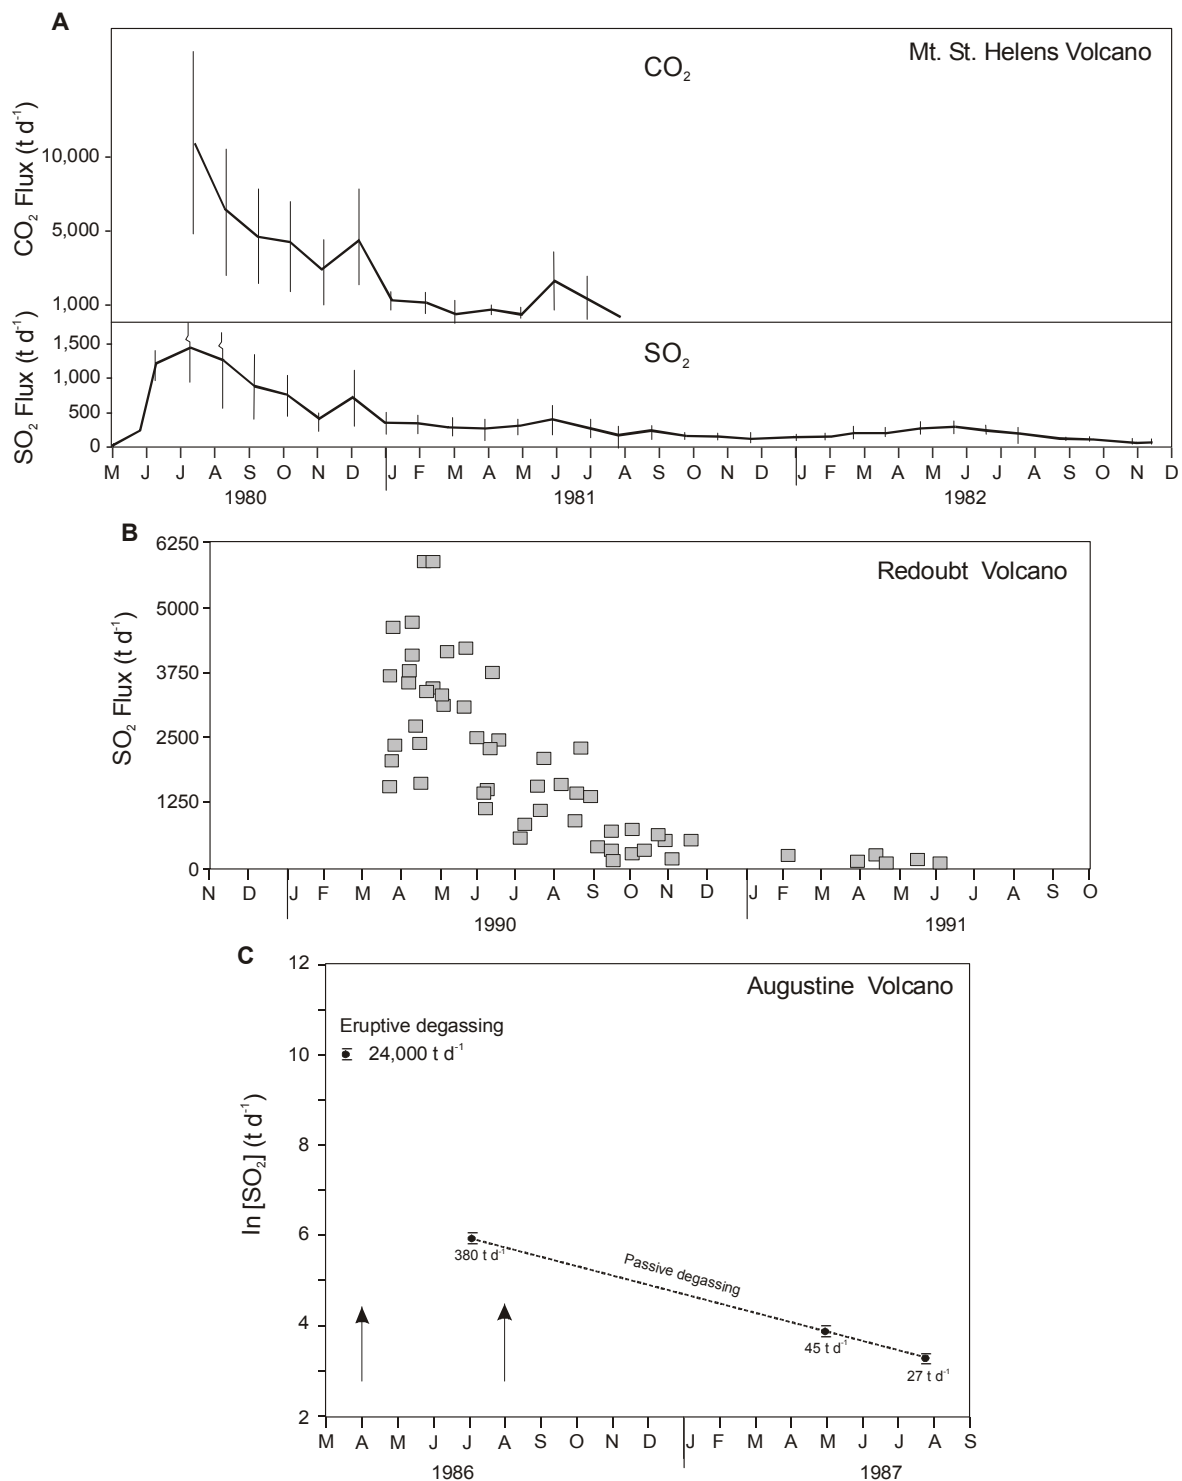 A
Mt. St. Helens Volcano
CO₂
CO₂ Flux (t d⁻¹)
10,000
5,000
1,000
SO₂
SO₂ Flux (t d⁻¹)
1,500
1,000
500
0
M J J A S O N D J F M A M J J A S O N D J F M A M J J A S O N D
1980 1981 1982
B
Redoubt Volcano
SO₂ Flux (t d⁻¹)
6250
5000
3750
2500
1250
0
N D J F M A M J J A S O N D J F M A M J J A S O
1990 1991
C
Augustine Volcano
ln [SO₂] (t d⁻¹)
12
Eruptive degassing
24,000 t d⁻¹
10
8
6
380 t d⁻¹
Passive degassing
4
45 t d⁻¹
27 t d⁻¹
2
M A M J J A S O N D J F M A M J J A S
1986 1987